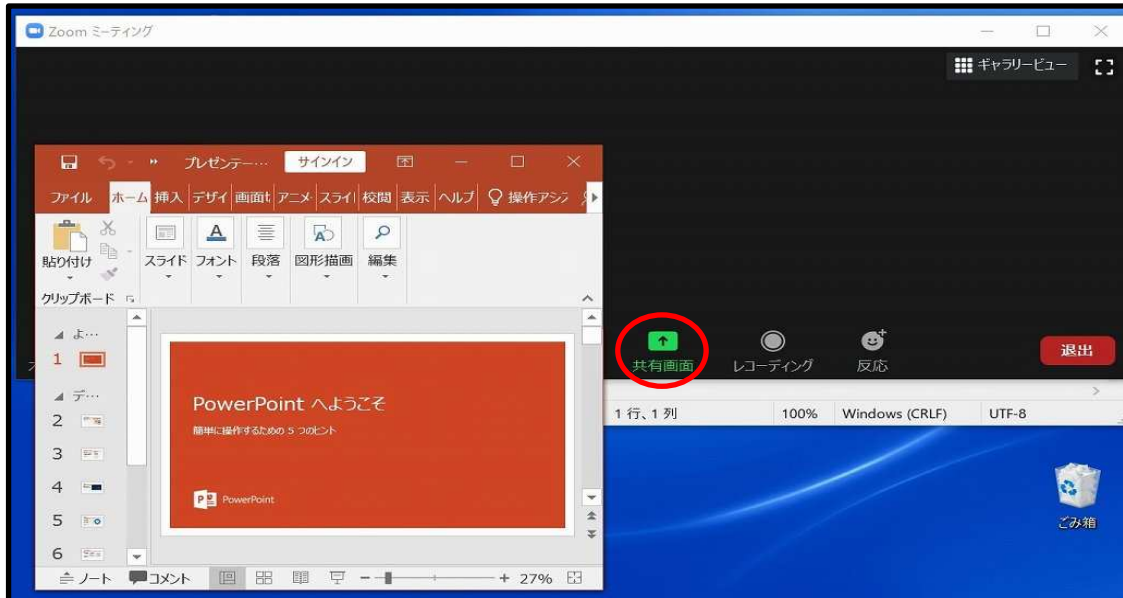 Zoom ミーティング
ギャラリービュー
プレゼンテー… サインイン
ファイル ホーム 挿入 デザイ アニメ スライ 校閲 表示 ヘルプ 操作アシス
貼り付け スライド フォント 段落 図形描画 編集
クリップボード
よ…
1
デ…
2
3
4
5
6
PowerPoint へようこそ
簡単に操作するための 5 つのヒント
PowerPoint
ノート コメント 27%
共有画面 レコーディング 反応 退出
1 行、1 列 100% Windows (CRLF) UTF-8
ごみ箱